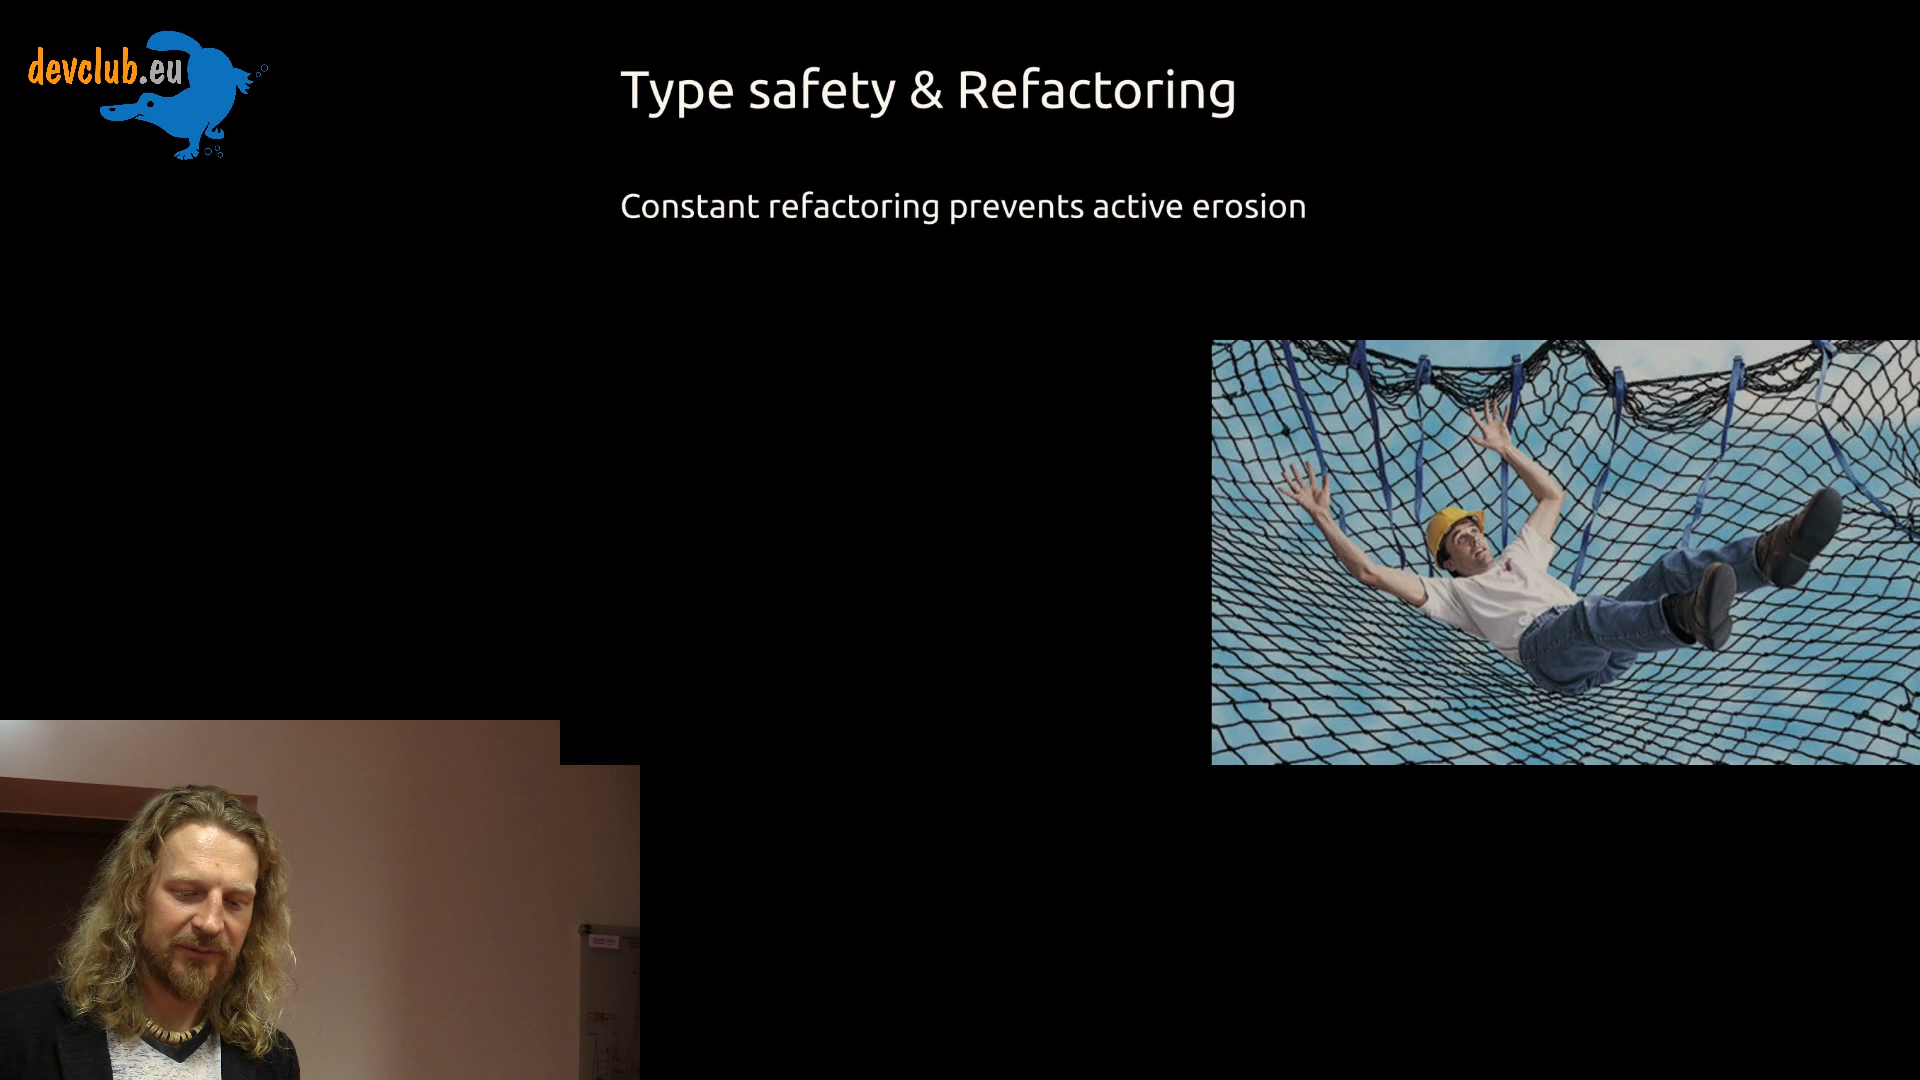 devclub.eu
Type safety & Refactoring
Constant refactoring prevents active erosion